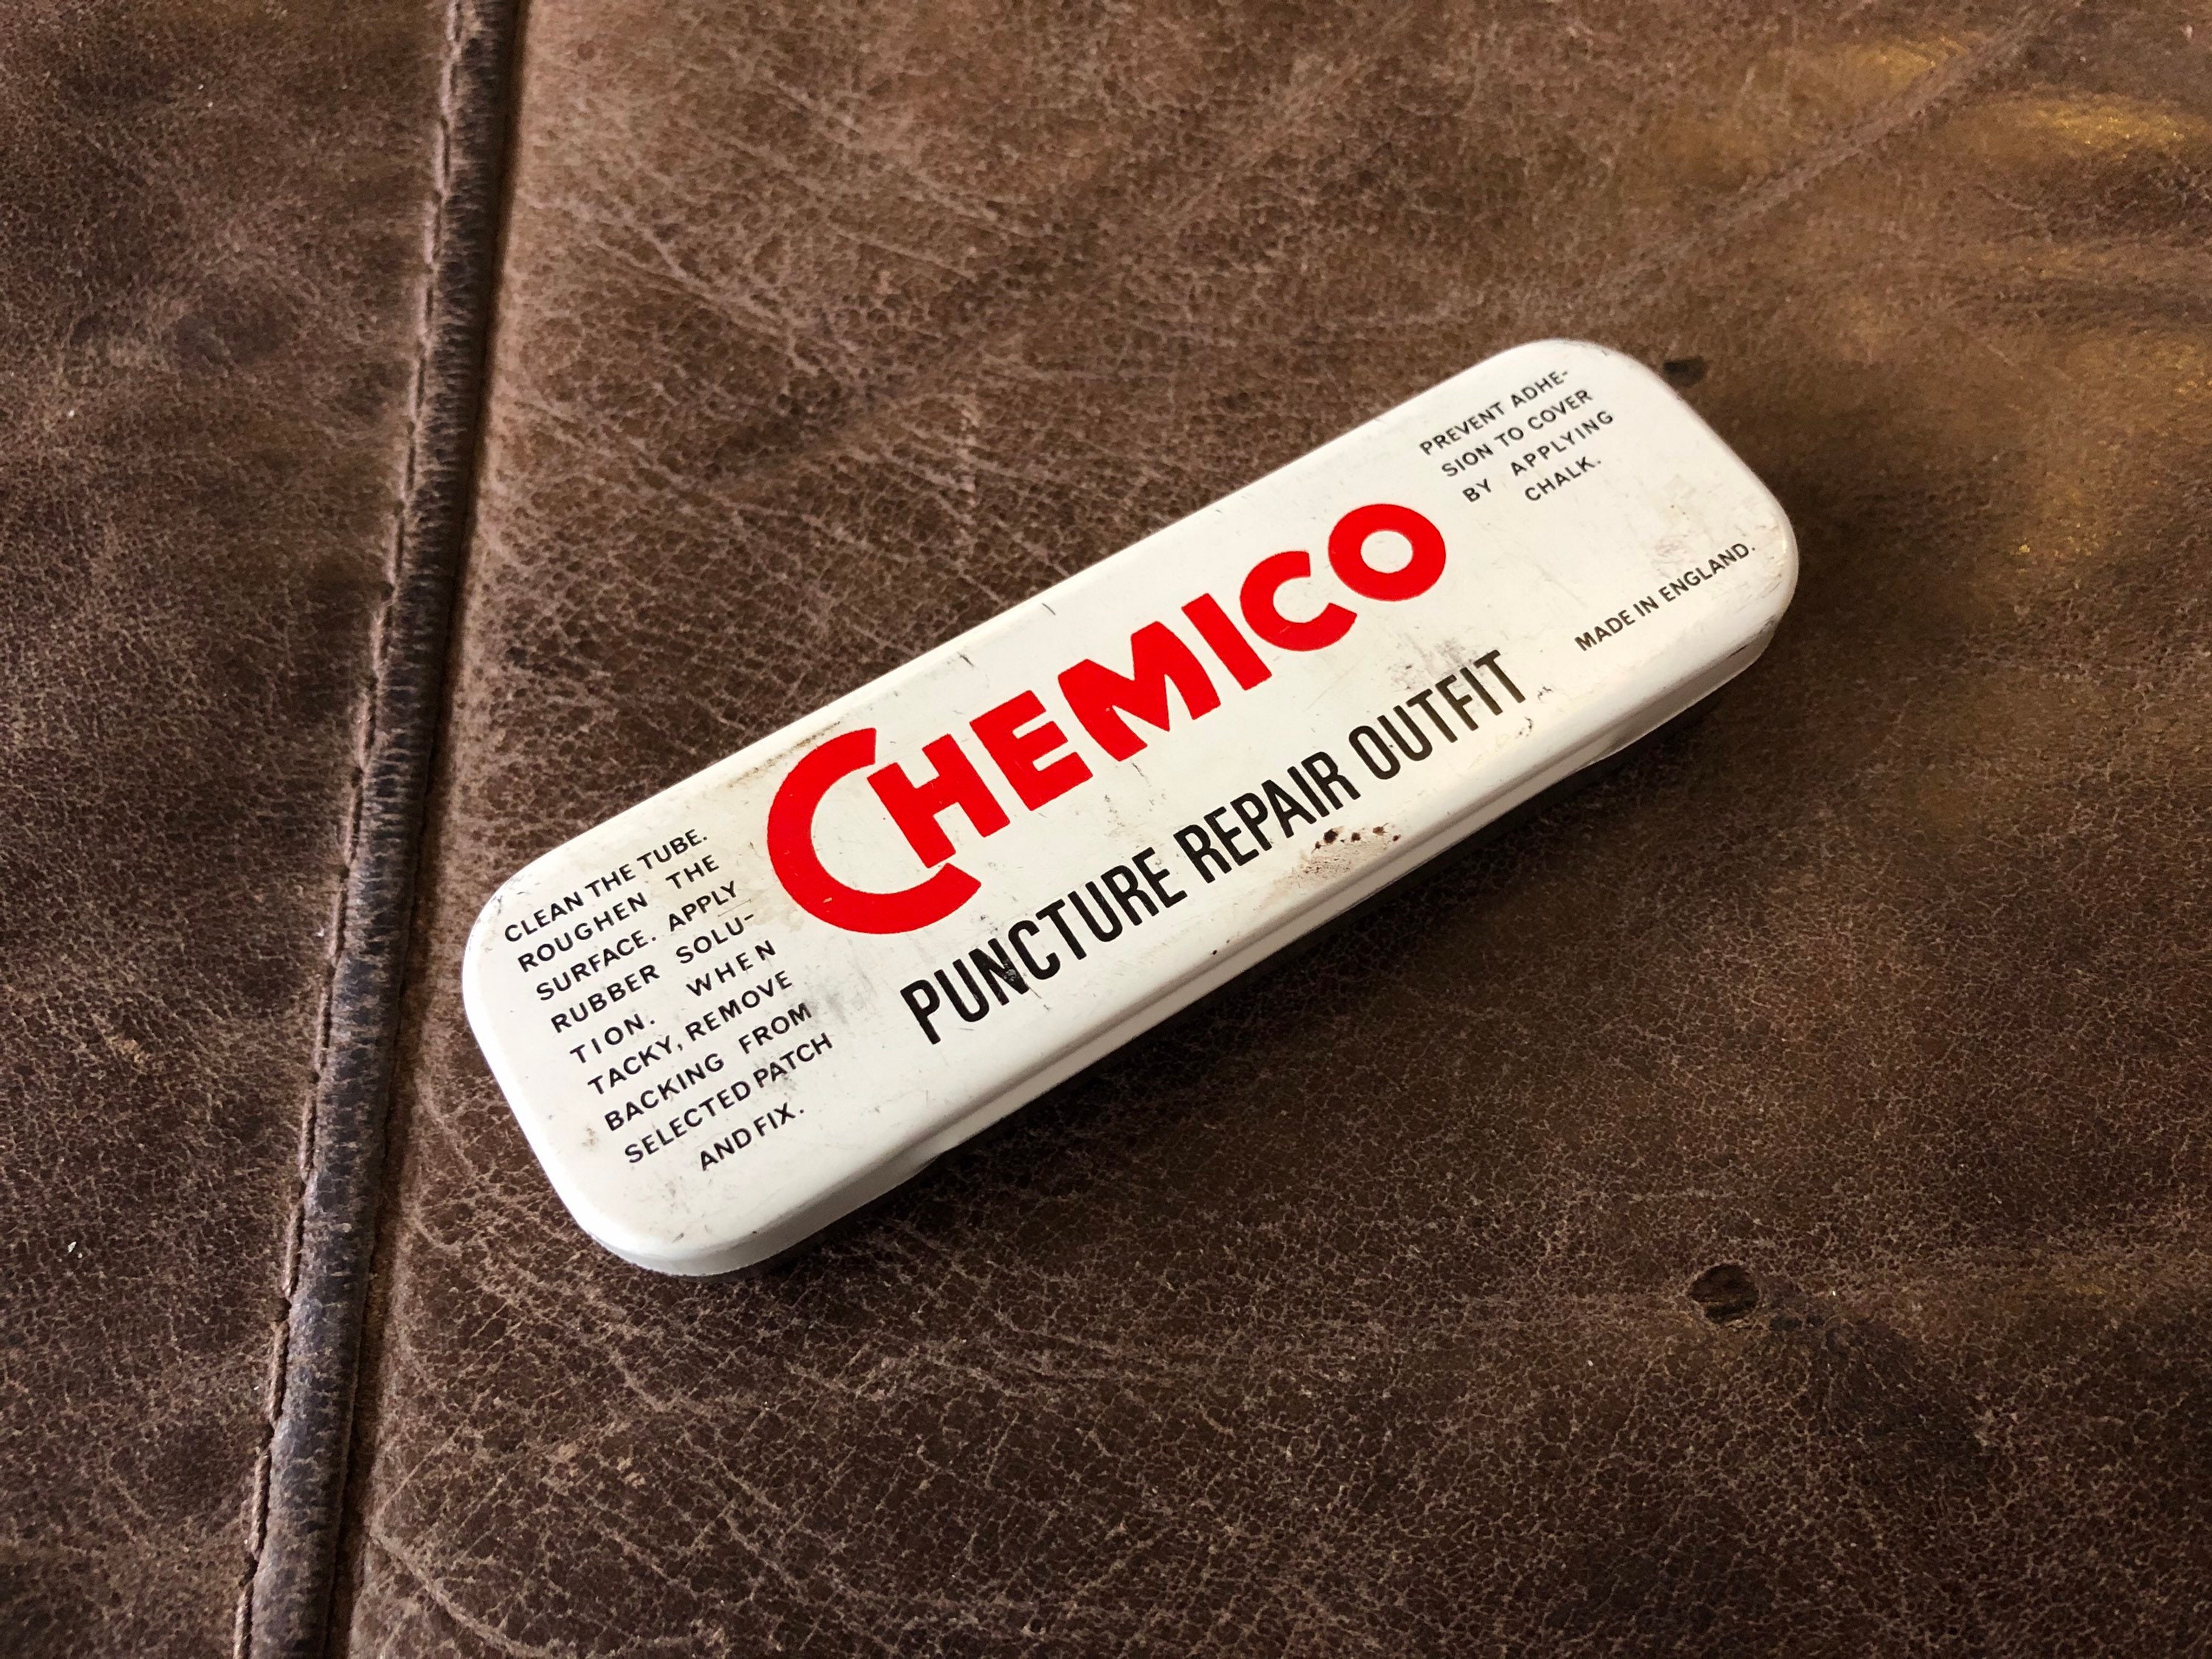 CLEAN THE TUBE.
ROUGHEN THE
SURFACE. APPLY
RUBBER SOLU-
TION. WHEN
TACKY, REMOVE
BACKING FROM
SELECTED PATCH
AND FIX.
CHEMICO
PUNCTURE REPAIR OUTFIT
PREVENT ADHE-
SION TO COVER
BY APPLYING
CHALK.
MADE IN ENGLAND.